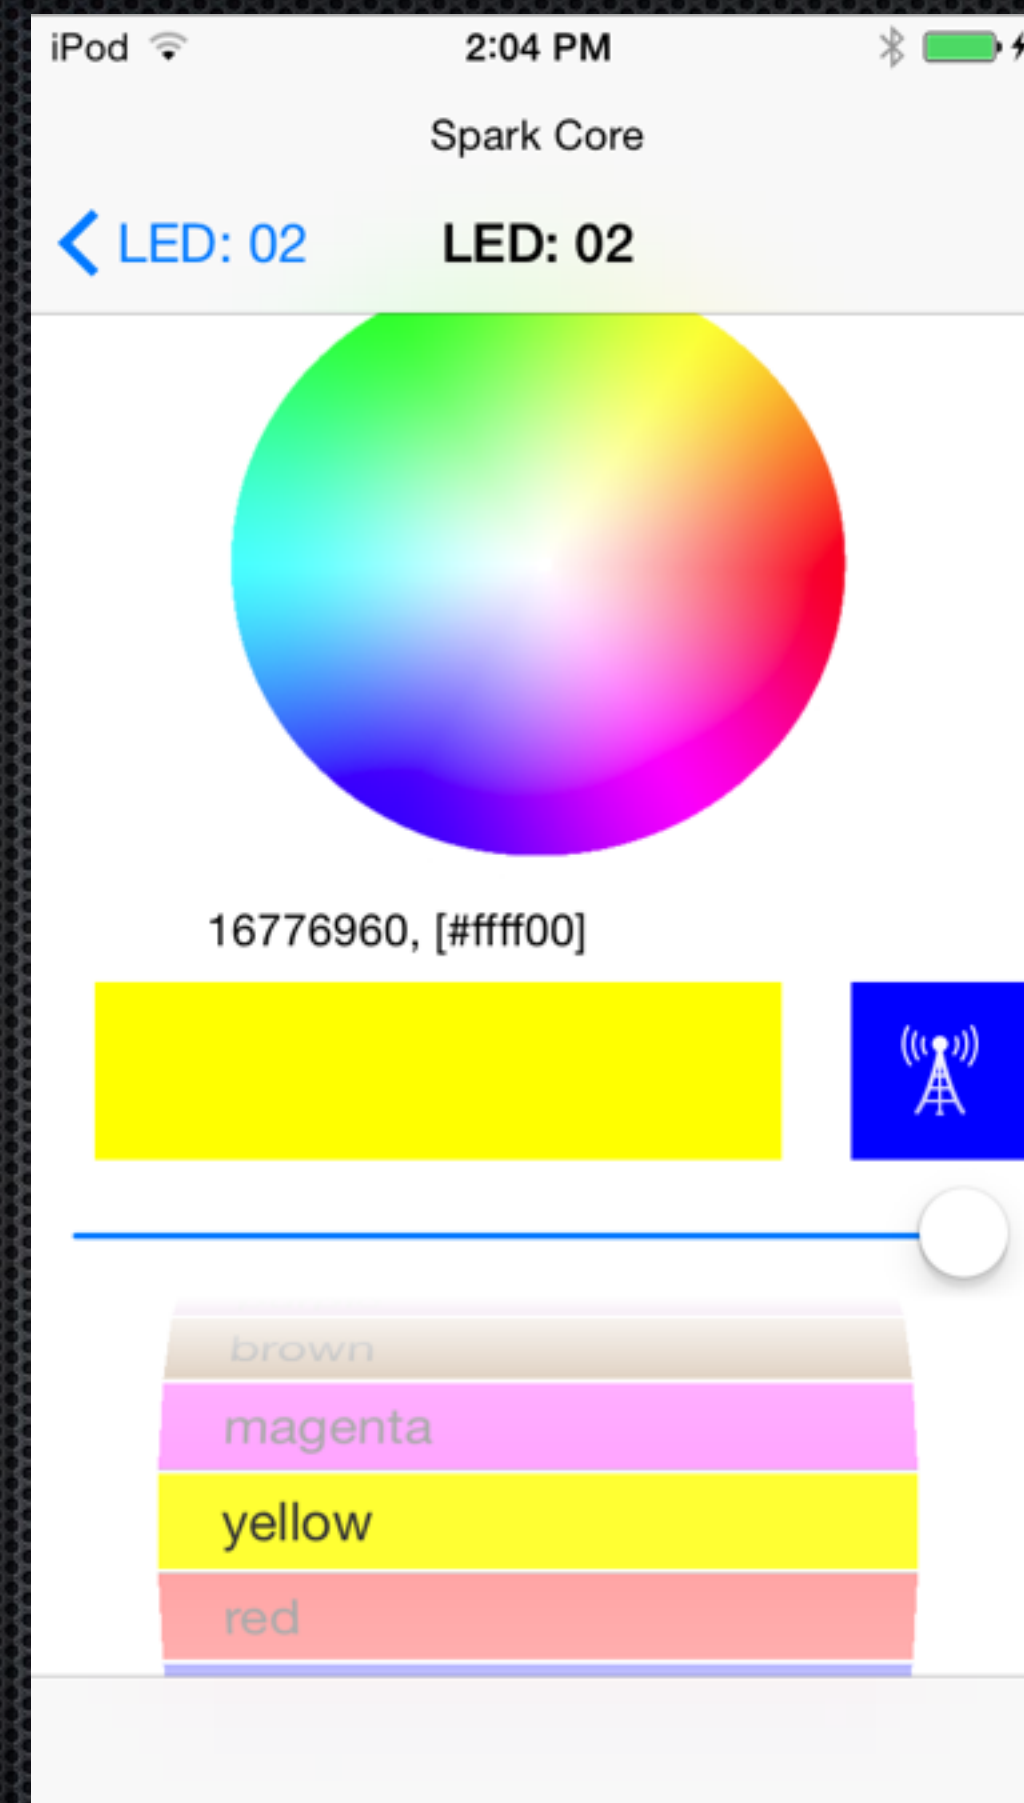 iPod 2:04 PM
Spark Core
LED: 02 LED: 02
16776960, [#ffff00]
brown
magenta
yellow
red